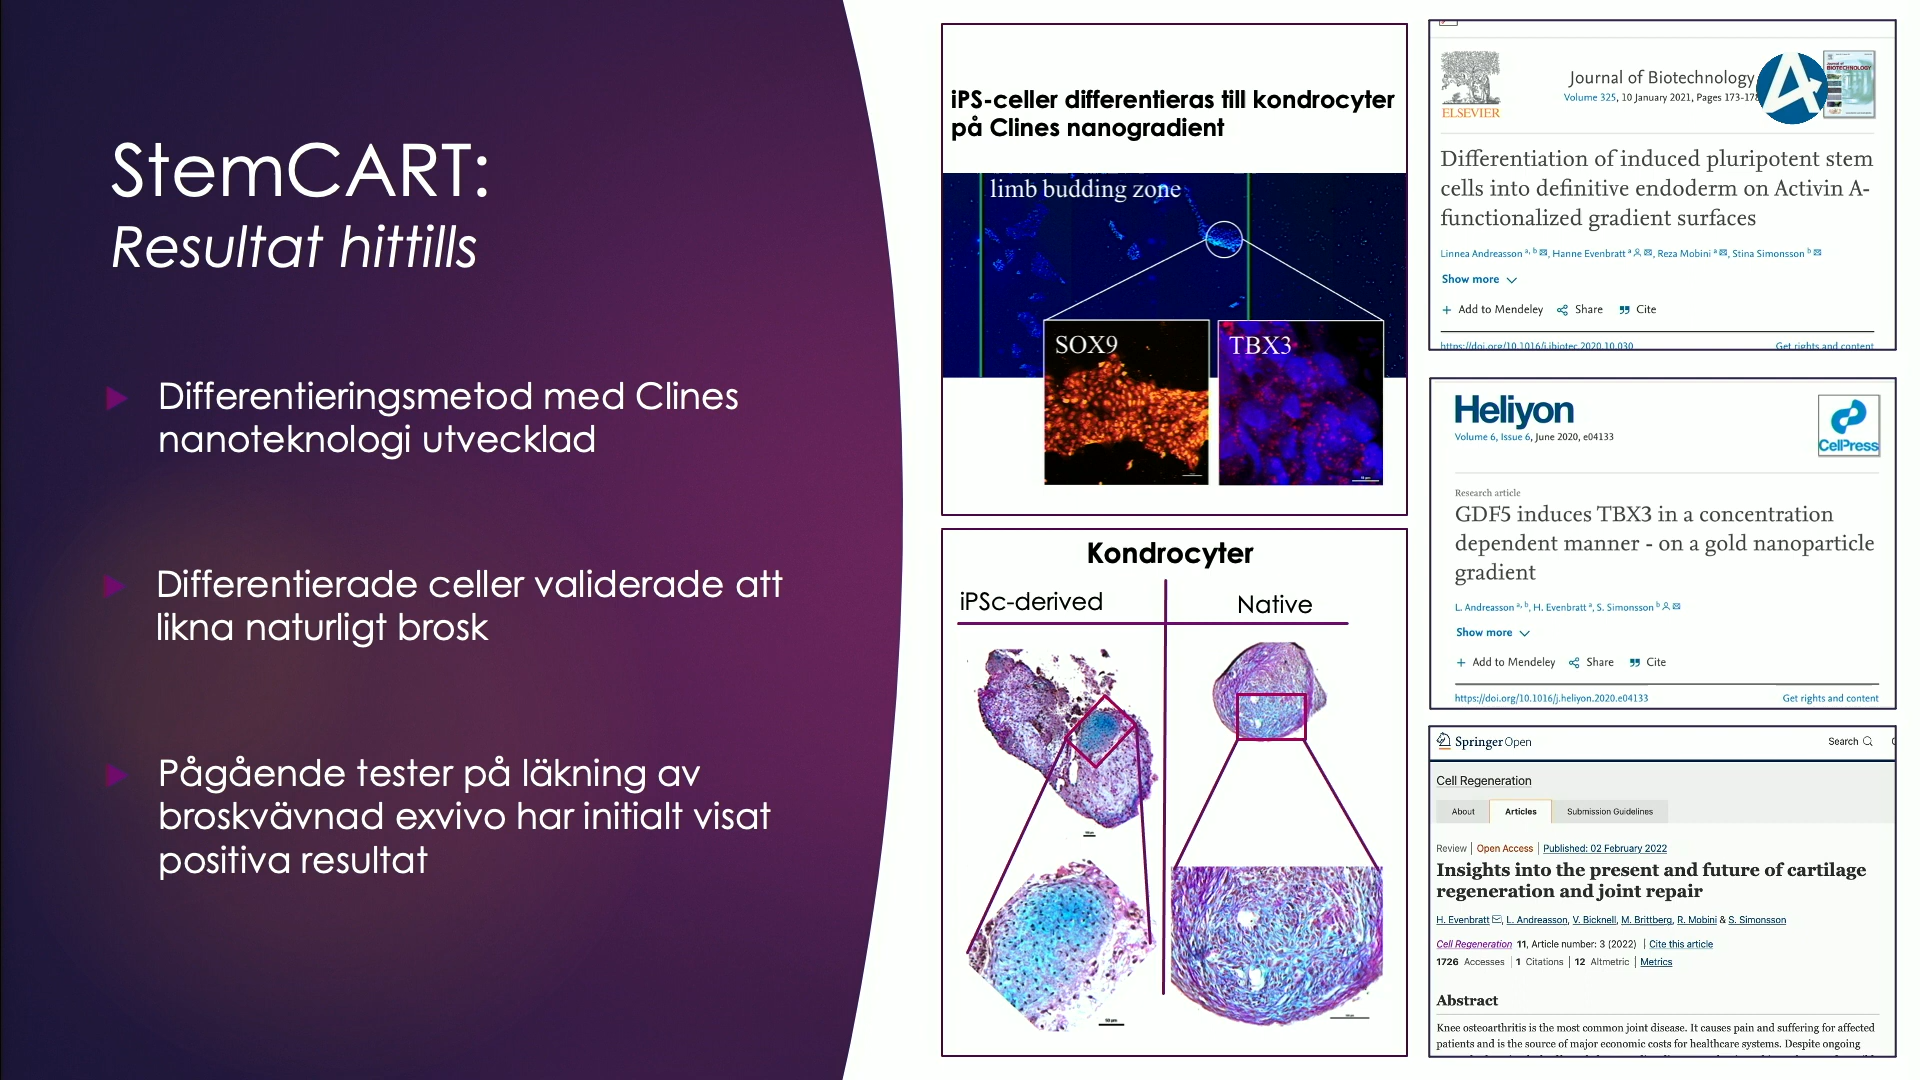 StemCART:
Resultat hittills
Differentieringsmetod med Clines
nanoteknologi utvecklad
Differentierade celler validerade att
likna naturligt brosk
Pågående tester på läkning av
broskvävnad exvivo har initialt visat
positiva resultat
iPS-celler differentieras till kondrocyter
på Clines nanogradient
limb budding zone
SOX9
TBX3
Kondrocyter
iPSc-derived
Native
ELSEVIER
Journal of Biotechnology
Volume 325, 10 January 2021, Pages 173-178
Differentiation of induced pluripotent stem
cells into definitive endoderm on Activin A-
functionalized gradient surfaces
Linnea Andreasson a, b, Hanne Evenbratt a, Reza Mobini a, Stina Simonsson b
Show more
+ Add to Mendeley Share Cite
https://doi.org/10.1016/j.jbiotec.2020.10.030 Get rights and content
Heliyon
Volume 6, Issue 6, June 2020, e04133
CellPress
Research article
GDF5 induces TBX3 in a concentration
dependent manner - on a gold nanoparticle
gradient
L. Andreasson a, b, H. Evenbratt a, S. Simonsson b
Show more
+ Add to Mendeley Share Cite
https://doi.org/10.1016/j.heliyon.2020.e04133 Get rights and content
Springer Open
Search
Cell Regeneration
About Articles Submission Guidelines
Review | Open Access | Published: 02 February 2022
Insights into the present and future of cartilage
regeneration and joint repair
H. Evenbratt, L. Andreasson, V. Bicknell, M. Brittberg, R. Mobini & S. Simonsson
Cell Regeneration 11, Article number: 3 (2022) | Cite this article
1726 Accesses | 1 Citations | 12 Altmetric | Metrics
Abstract
Knee osteoarthritis is the most common joint disease. It causes pain and suffering for affected
patients and is the source of major economic costs for healthcare systems. Despite ongoing